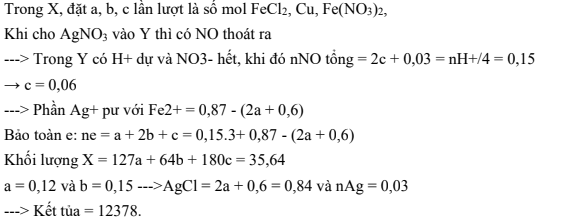 Trong X, đặt a, b, c lần lượt là số mol FeCl₂, Cu, Fe(NO₃)₂,
Khi cho AgNO₃ vào Y thì có NO thoát ra
---> Trong Y có H+ dư và NO3- hết, khi đó nNO tổng = 2c + 0,03 = nH+/4 = 0,15
→ c = 0,06
---> Phần Ag+ pư với Fe2+ = 0,87 - (2a + 0,6)
Bảo toàn e: ne = a + 2b + c = 0,15.3+ 0,87 - (2a + 0,6)
Khối lượng X = 127a + 64b + 180c = 35,64
a = 0,12 và b = 0,15 --->AgCl = 2a + 0,6 = 0,84 và nAg = 0,03
---> Kết tủa = 12378.